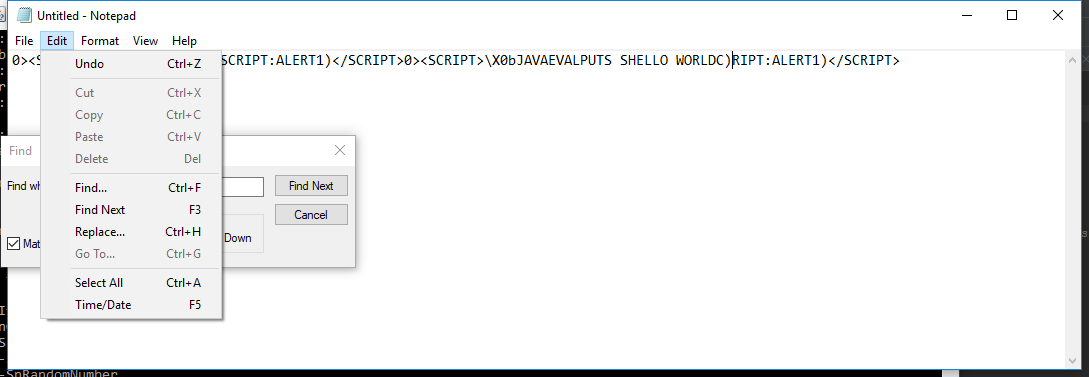 Untitled - Notepad
File Edit Format View Help
0><S SCRIPT:ALERT1)</SCRIPT>0><SCRIPT>\X0bJAVAEVALPUTS SHELLO WORLDC)RIPT:ALERT1)</SCRIPT>
Undo Ctrl+Z
Cut Ctrl+X
Copy Ctrl+C
Paste Ctrl+V
Delete Del
Find... Ctrl+F
Find Next F3
Replace... Ctrl+H
Go To... Ctrl+G
Select All Ctrl+A
Time/Date F5
Find
Find wh
Find Next
Cancel
Mat
Down
-SnRandomNumber